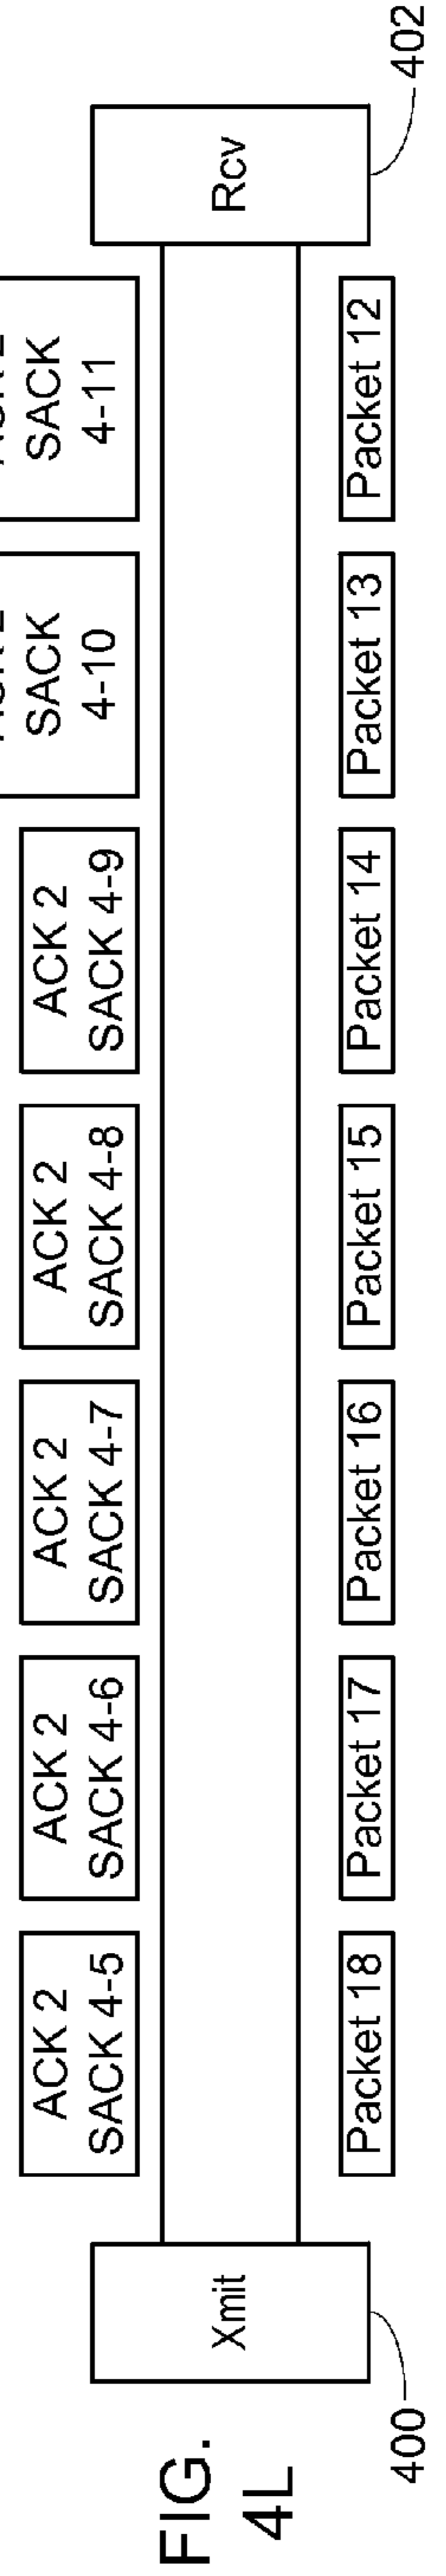 FIG.
4L
ACK 2
SACK 4-5
ACK 2
SACK 4-6
ACK 2
SACK 4-7
ACK 2
SACK 4-8
ACK 2
SACK 4-9
SACK
4-10
SACK
4-11
Xmit
Rcv
Packet 18
Packet 17
Packet 16
Packet 15
Packet 14
Packet 13
Packet 12
400
402